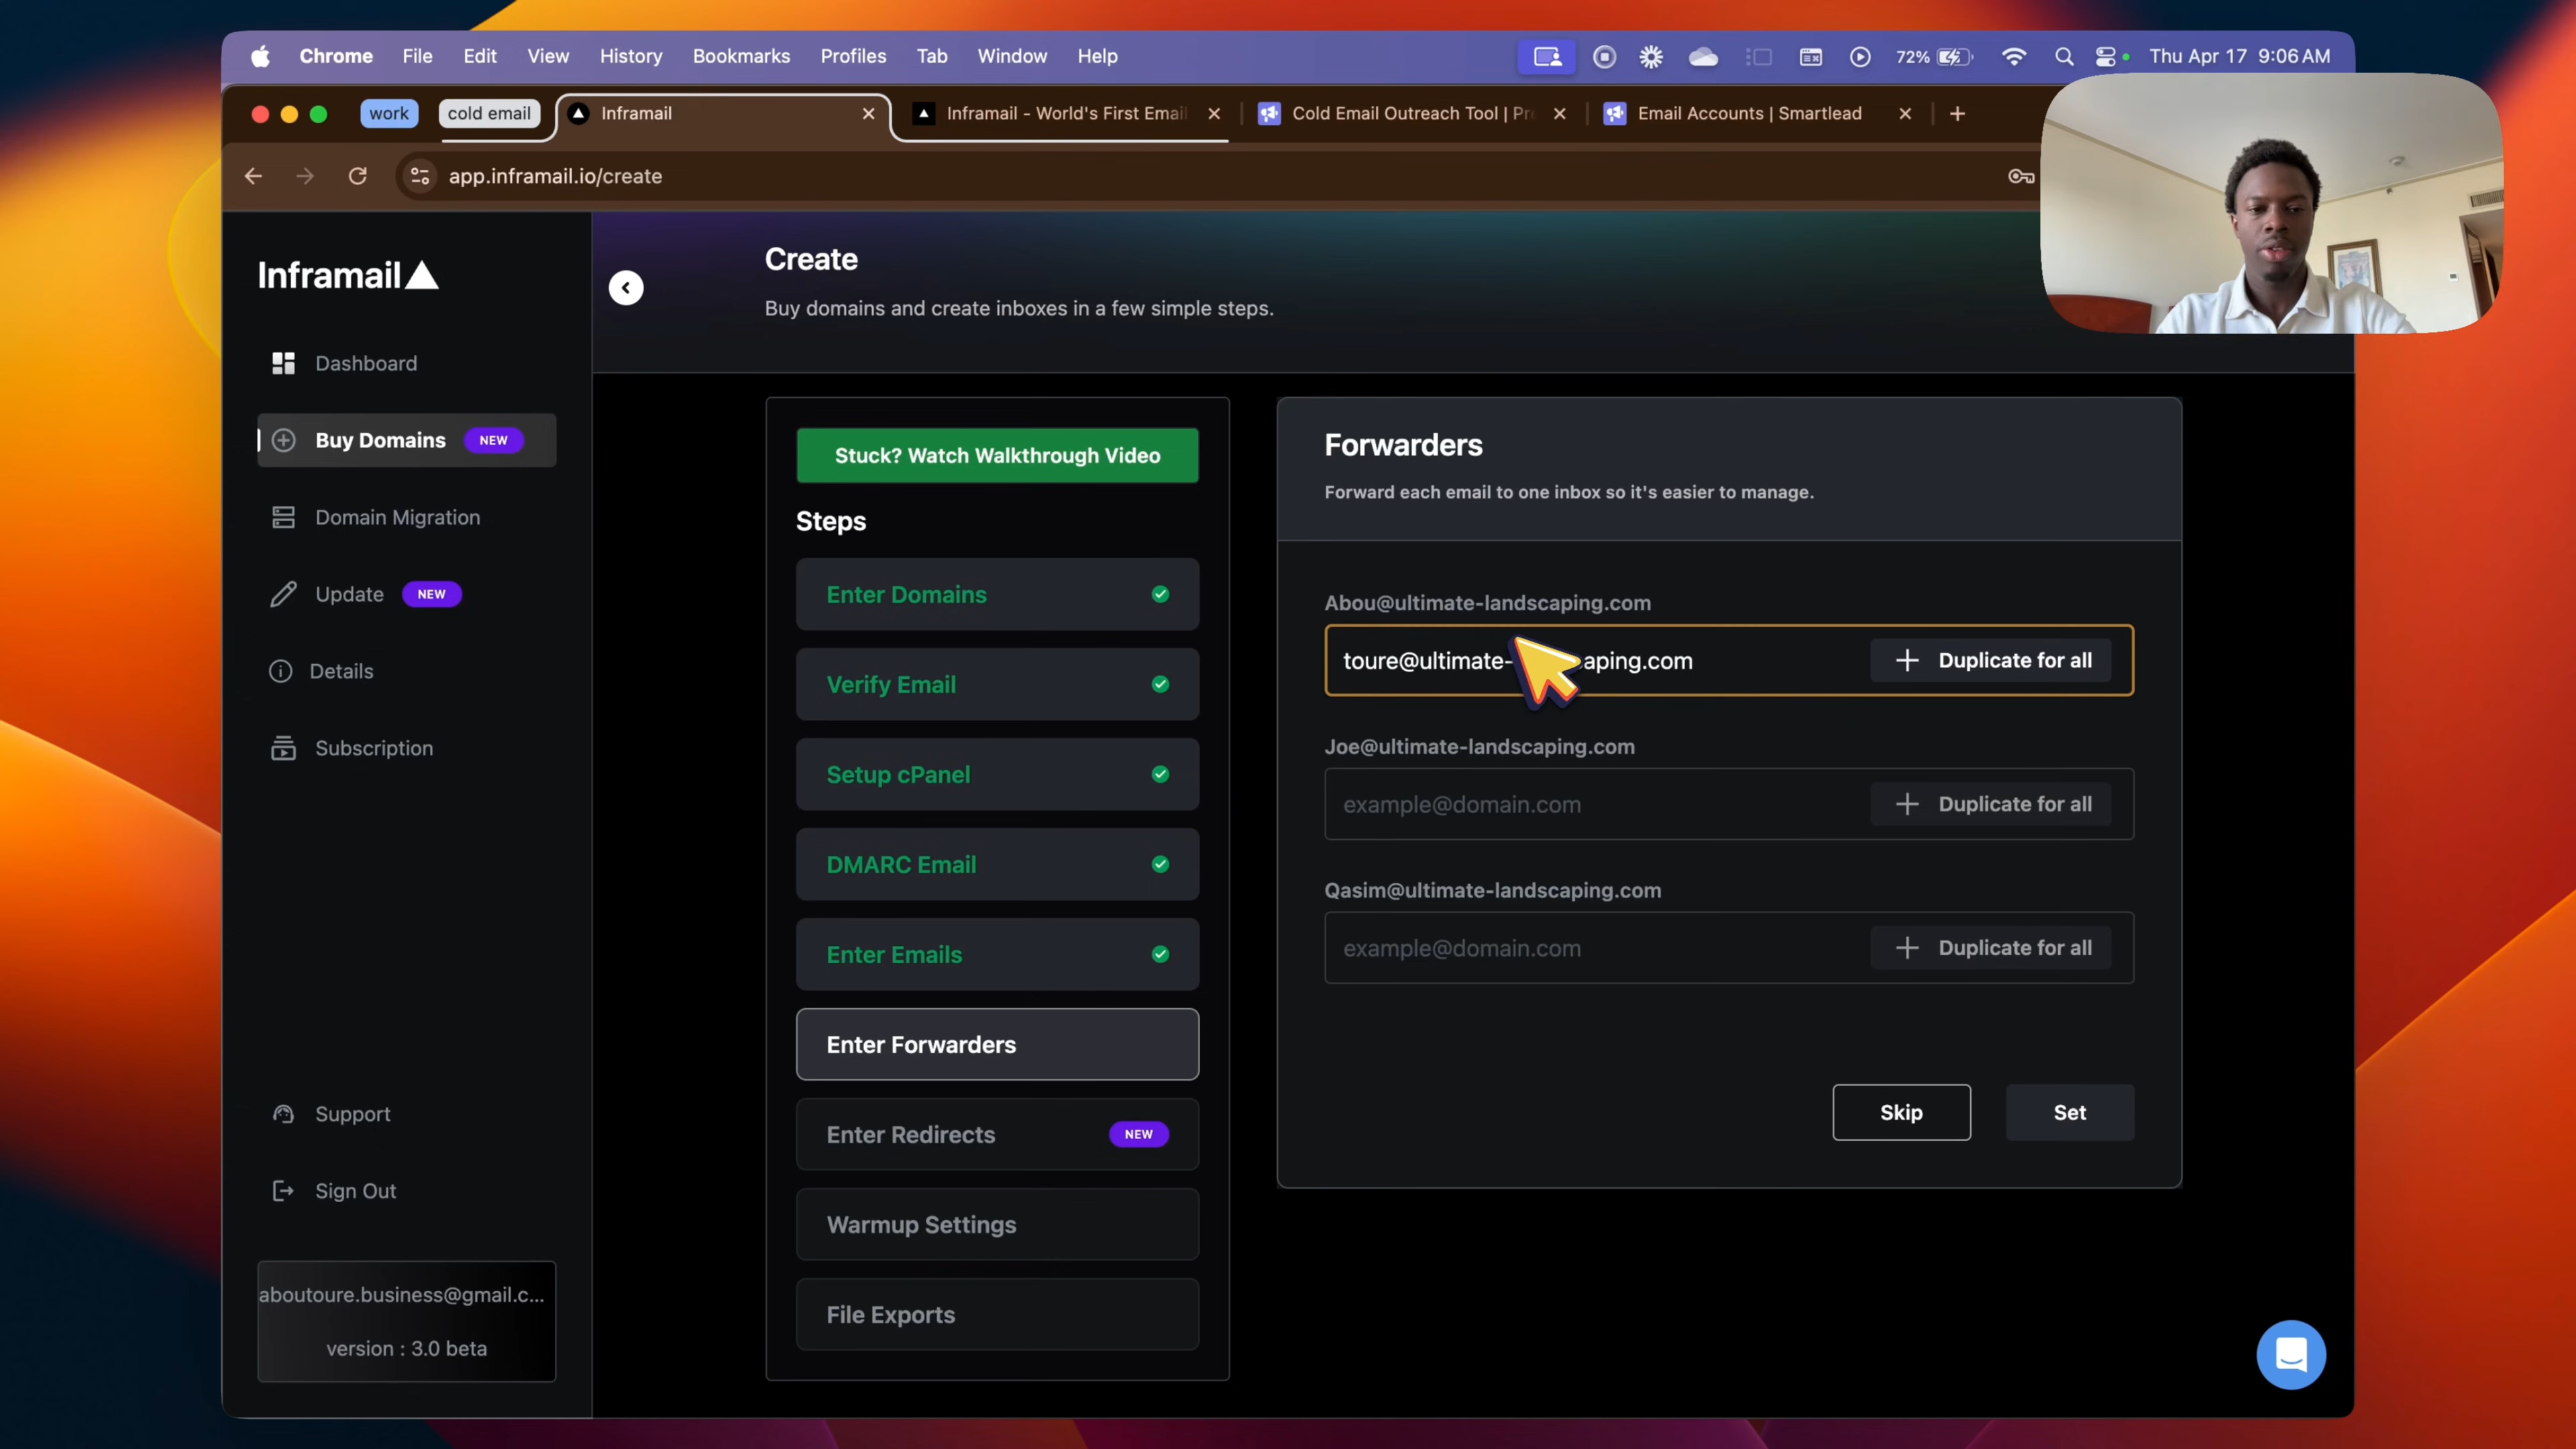 Chrome File Edit View History Bookmarks Profiles Tab Window Help 72% Thu Apr 17 9:06 AM
work cold email Inframail Inframail - World's First Email Cold Email Outreach Tool | Pre Email Accounts | Smartlead
app.inframail.io/create
Inframail
Dashboard
Buy Domains NEW
Domain Migration
Update NEW
Details
Subscription
Support
Sign Out
aboutoure.business@gmail.c...
version : 3.0 beta
Create
Buy domains and create inboxes in a few simple steps.
Stuck? Watch Walkthrough Video
Steps
Enter Domains
Verify Email
Setup cPanel
DMARC Email
Enter Emails
Enter Forwarders
Enter Redirects NEW
Warmup Settings
File Exports
Forwarders
Forward each email to one inbox so it's easier to manage.
Abou@ultimate-landscaping.com
toure@ultimate- aping.com Duplicate for all
Joe@ultimate-landscaping.com
example@domain.com Duplicate for all
Qasim@ultimate-landscaping.com
example@domain.com Duplicate for all
Skip Set